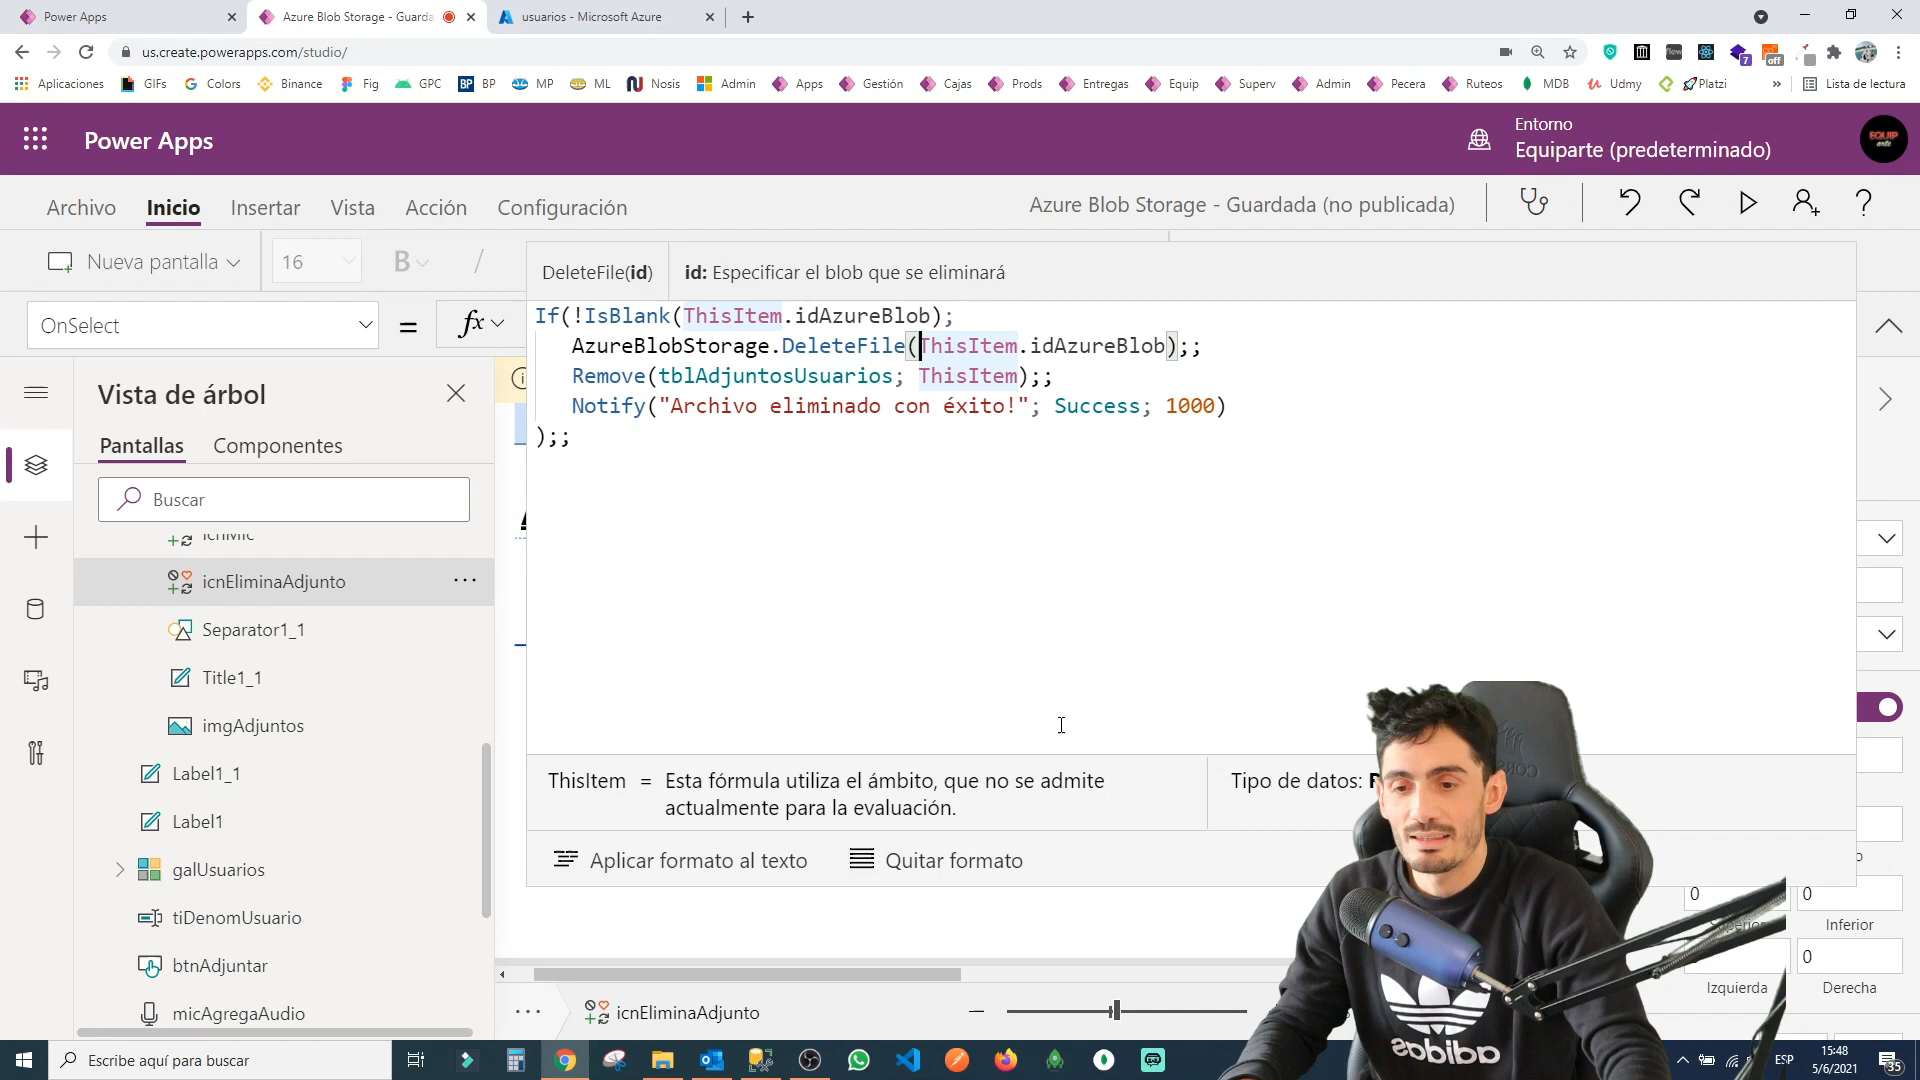 Power Apps
Azure Blob Storage - Guarda
usuarios - Microsoft Azure
us.create.powerapps.com/studio/
Aplicaciones GIFs Colors Binance Fig GPC BP MP ML Nosis Admin Apps Gestión Cajas Prods Entregas Equip Superv Admin Pecera Ruteos MDB Udmy Platzi » Lista de lectura
7
off
Power Apps
Entorno
Equiparte (predeterminado)
Archivo Inicio Insertar Vista Acción Configuración
Azure Blob Storage - Guardada (no publicada)
Nueva pantalla
16
B
DeleteFile(id) id: Especificar el blob que se eliminará
OnSelect
=
fx
If(!IsBlank(ThisItem.idAzureBlob);
AzureBlobStorage.DeleteFile(ThisItem.idAzureBlob);;
Remove(tblAdjuntosUsuarios; ThisItem);;
Notify("Archivo eliminado con éxito!"; Success; 1000)
);;
Vista de árbol
Pantallas Componentes
Buscar
icnEliminaAdjunto
Separator1_1
Title1_1
imgAdjuntos
Label1_1
Label1
galUsuarios
tiDenomUsuario
btnAdjuntar
micAgregaAudio
ThisItem = Esta fórmula utiliza el ámbito, que no se admite
actualmente para la evaluación.
Tipo de datos:
Aplicar formato al texto Quitar formato
0 0
Superior Inferior
0
Izquierda Derecha
icnEliminaAdjunto
adidas
Escribe aquí para buscar
ESP
15:48
5/6/2021
35